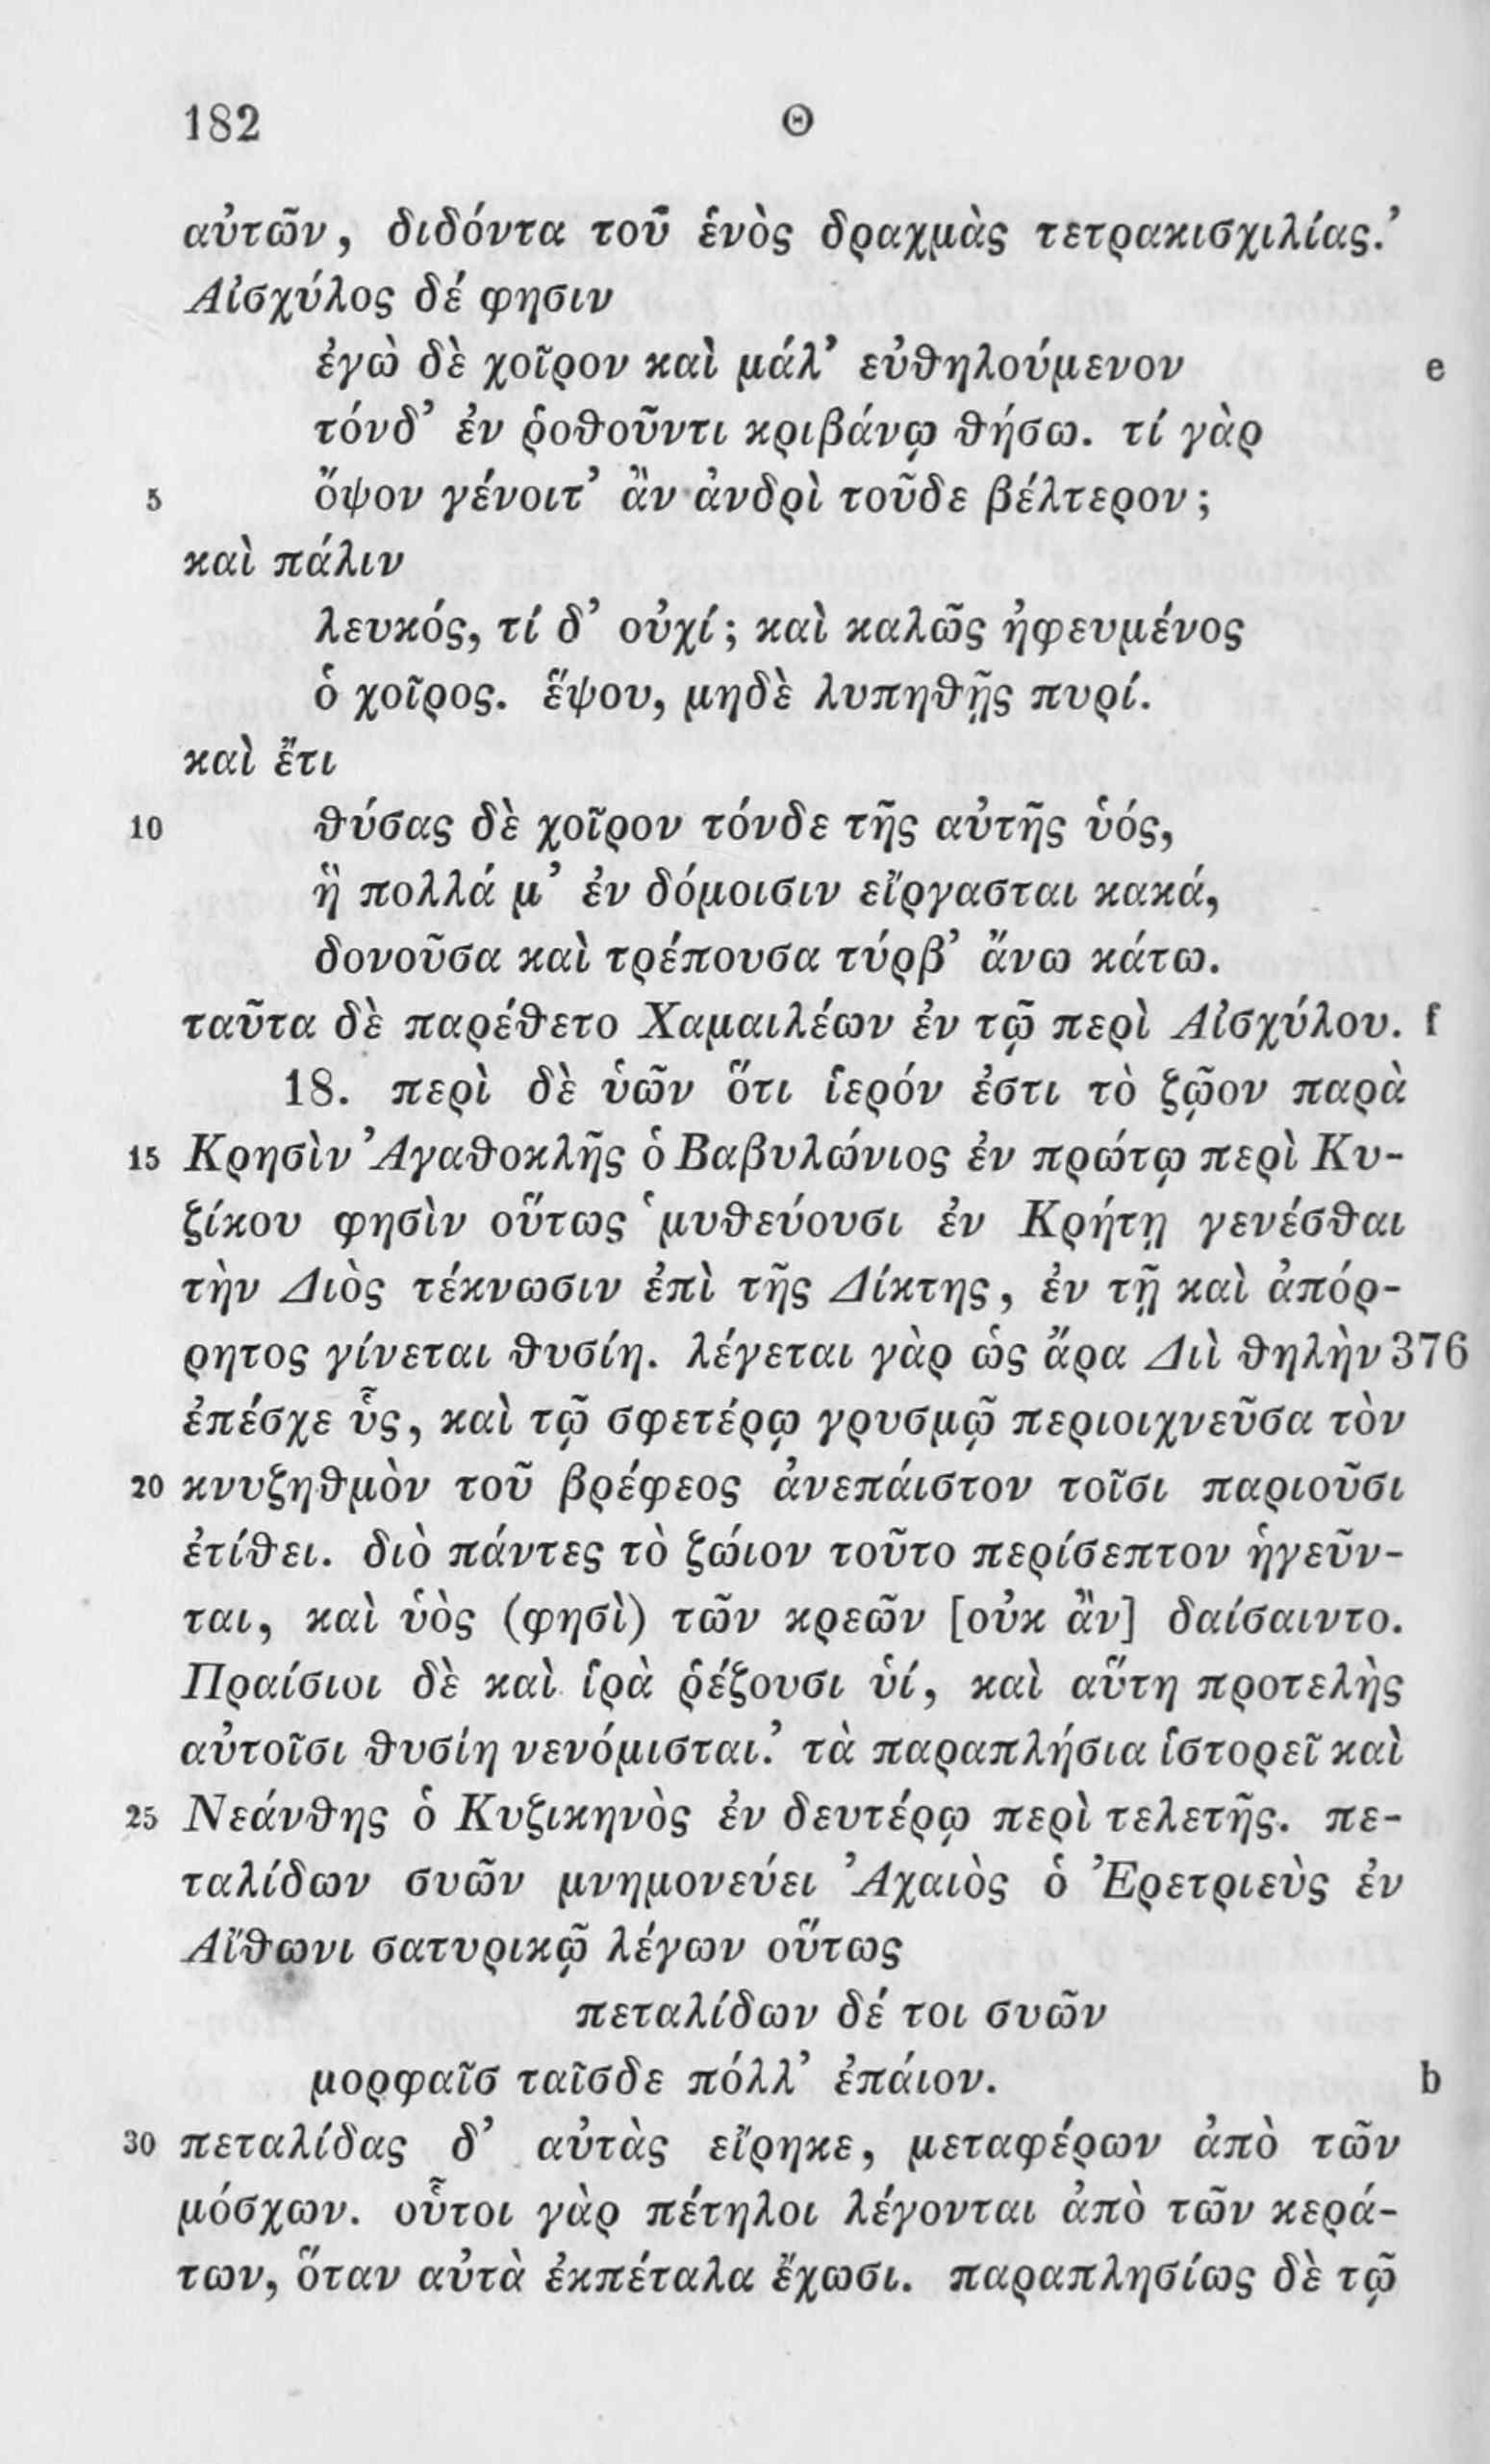 182 Θ
αὐτῶν, διδόντα τοῦ ἑνὸς δραχμὰς τετρακισχιλίας.’
Αἰσχύλος δέ φησιν
ἐγὼ δὲ χοῖρον καὶ μάλ’ εὐθηλούμενον e
τόνδ’ ἐν ῥοθοῦντι κριβάνῳ θήσω. τί γὰρ
5 ὄψον γένοιτ’ ἂν ἀνδρὶ τοῦδε βέλτερον;
καὶ πάλιν
λευκός, τί δ’ οὐχί; καὶ καλῶς ἠφευμένος
ὁ χοῖρος. ἕψου, μηδὲ λυπηθῇς πυρί.
καὶ ἔτι
10 θύσας δὲ χοῖρον τόνδε τῆς αὐτῆς ὑός,
ἣ πολλά μ’ ἐν δόμοισιν εἴργασται κακά,
δονοῦσα καὶ τρέπουσα τύρβ’ ἄνω κάτω.
ταῦτα δὲ παρέθετο Χαμαιλέων ἐν τῷ περὶ Αἰσχύλου. f
18. περὶ δὲ ὑῶν ὅτι ἱερόν ἐστι τὸ ζῷον παρὰ
15 Κρησὶν Ἀγαθοκλῆς ὁ Βαβυλώνιος ἐν πρώτῳ περὶ Κυ-
ζίκου φησὶν οὕτως ‘μυθεύουσι ἐν Κρήτῃ γενέσθαι
τὴν Διὸς τέκνωσιν ἐπὶ τῆς Δίκτης, ἐν τῇ καὶ ἀπόρ-
ρητος γίνεται θυσίη. λέγεται γὰρ ὡς ἄρα Διὶ θηλὴν 376
ἐπέσχε ὗς, καὶ τῷ σφετέρῳ γρυσμῷ περιοιχνεῦσα τὸν
20 κνυζηθμὸν τοῦ βρέφεος ἀνεπάιστον τοῖσι παριοῦσι
ἐτίθει. διὸ πάντες τὸ ζώιον τοῦτο περίσεπτον ἡγεῦν-
ται, καὶ ὑὸς (φησὶ) τῶν κρεῶν [οὐκ ἂν] δαίσαιντο.
Πραίσιοι δὲ καὶ ἱρὰ ῥέζουσι ὑί, καὶ αὕτη προτελὴς
αὐτοῖσι θυσίη νενόμισται.’ τὰ παραπλήσια ἱστορεῖ καὶ
25 Νεάνθης ὁ Κυζικηνὸς ἐν δευτέρῳ περὶ τελετῆς. πε-
ταλίδων συῶν μνημονεύει Ἀχαιὸς ὁ Ἐρετριεὺς ἐν
Αἴθωνι σατυρικῷ λέγων οὕτως
πεταλίδων δέ τοι συῶν
μορφαῖσ ταῖσδε πόλλ’ ἐπάιον. b
30 πεταλίδας δ’ αὐτὰς εἴρηκε, μεταφέρων ἀπὸ τῶν
μόσχων. οὗτοι γὰρ πέτηλοι λέγονται ἀπὸ τῶν κερά-
των, ὅταν αὐτὰ ἐκπέταλα ἔχωσι. παραπλησίως δὲ τῷ